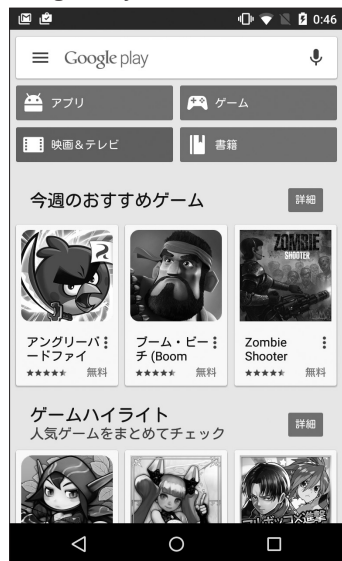 0:46
Google play
アプリ
ゲーム
映画＆テレビ
書籍
今週のおすすめゲーム
詳細
ZOMBIE
SHOOTER
アングリーバ
ードファイ
無料
ブーム・ビー
チ (Boom
無料
Zombie
Shooter
無料
ゲームハイライト
人気ゲームをまとめてチェック
詳細